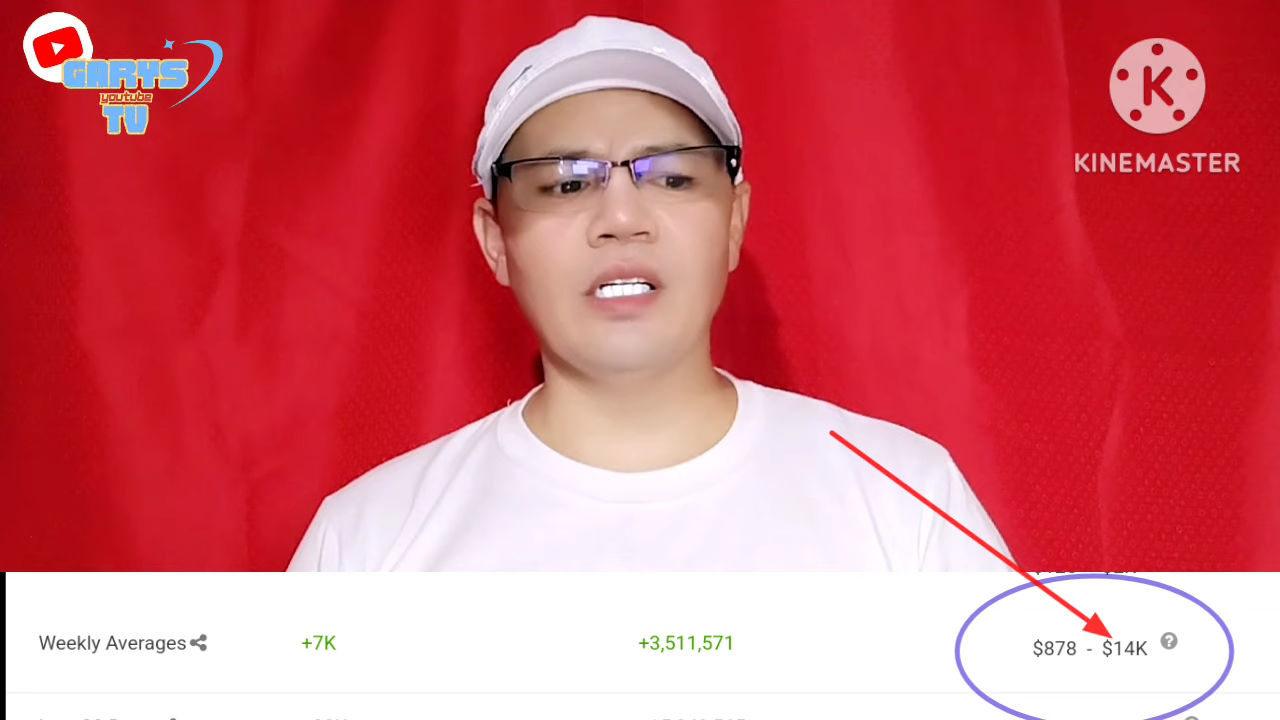 GARYS
youtube
TV
K
KINEMASTER
Weekly Averages +7K +3,511,571 $878 - $14K ?